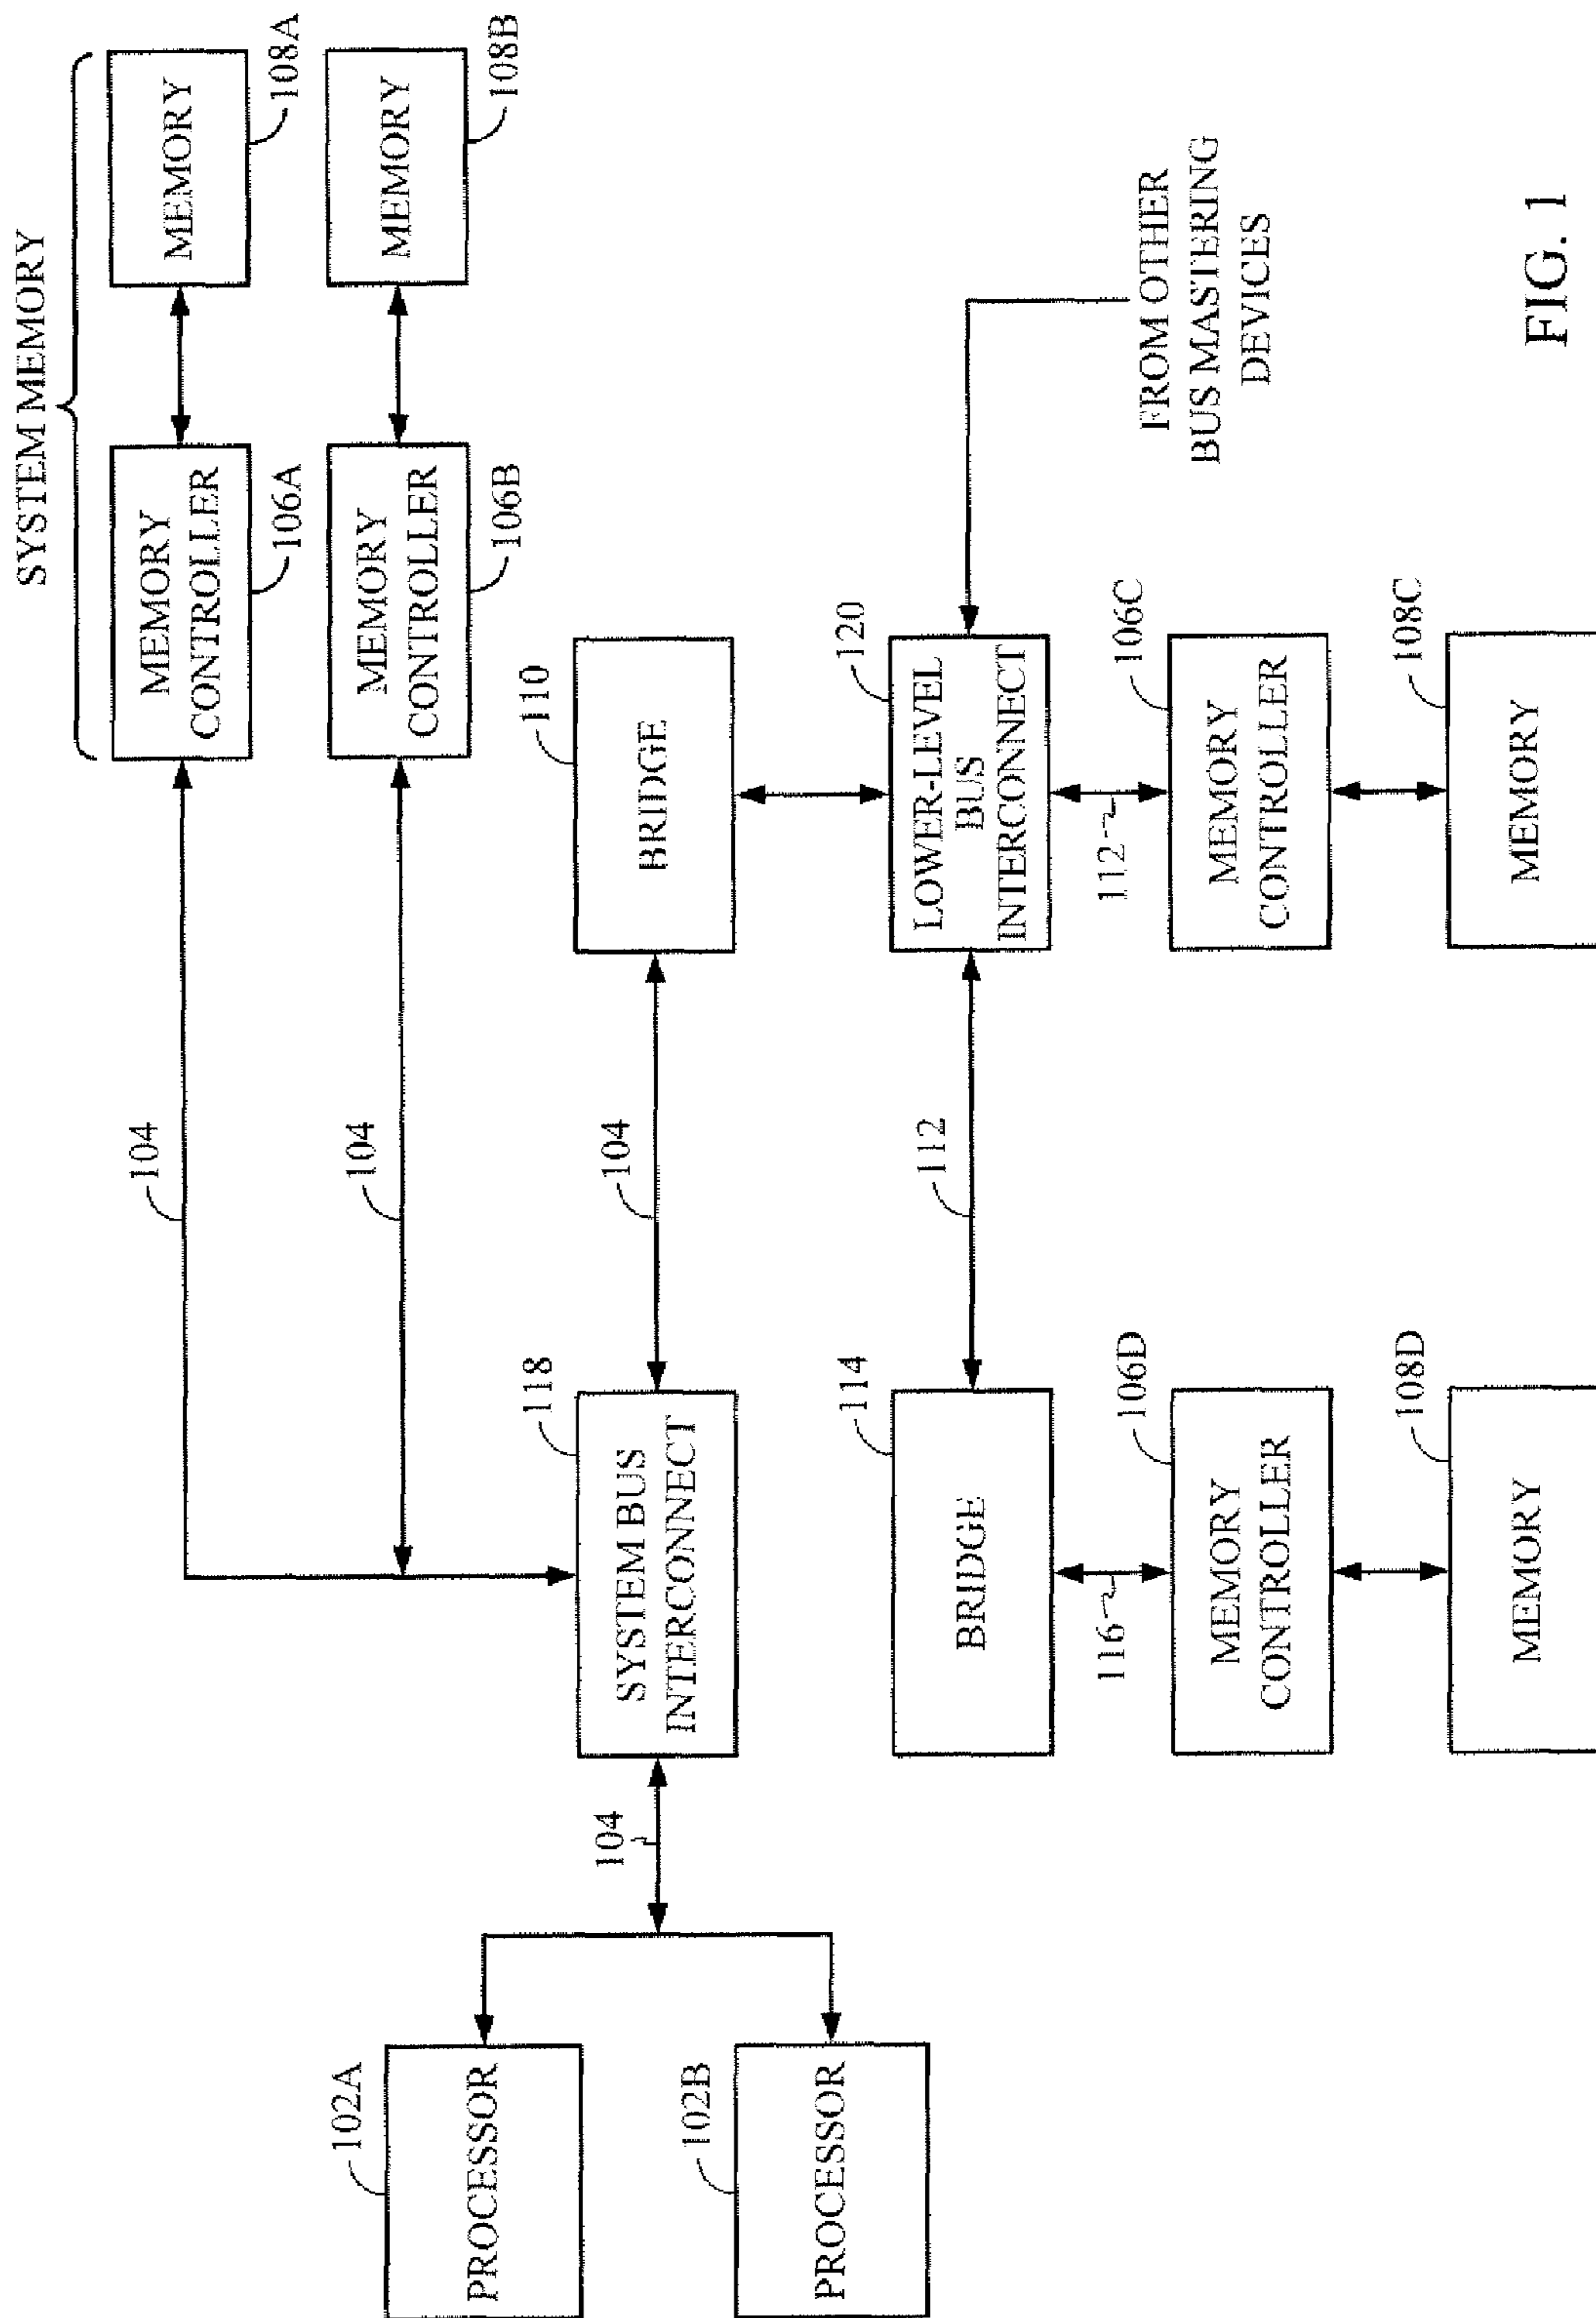 SYSTEM MEMORY
MEMORY
CONTROLLER
106A
MEMORY
108A
104
MEMORY
CONTROLLER
106B
MEMORY
108B
104
102A
PROCESSOR
102B
PROCESSOR
104
118
SYSTEM BUS
INTERCONNECT
104
110
BRIDGE
114
BRIDGE
112
120
LOWER-LEVEL
BUS
INTERCONNECT
FROM OTHER
BUS MASTERING
DEVICES
116
106D
MEMORY
CONTROLLER
112
106C
MEMORY
CONTROLLER
108D
MEMORY
108C
MEMORY
FIG. 1